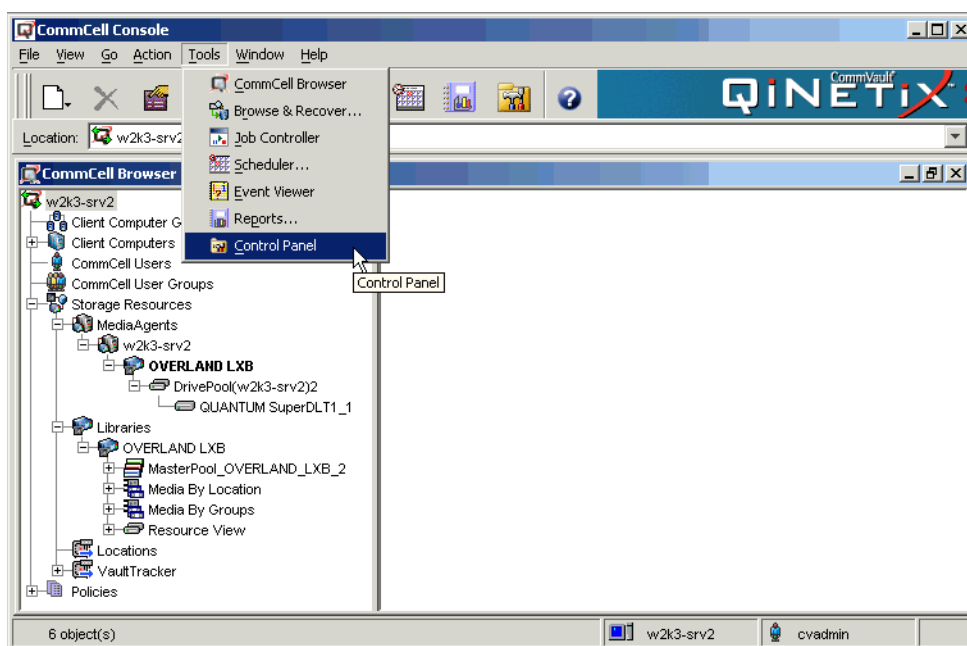 CommCell Console
File View Go Action Tools Window Help
CommCell Browser
Browse & Recover...
Job Controller
Scheduler...
Event Viewer
Reports...
Control Panel
Control Panel
CommVault
QiNETiX
Location: w2k3-srv2
CommCell Browser
w2k3-srv2
Client Computer G
Client Computers
CommCell Users
CommCell User Groups
Storage Resources
MediaAgents
w2k3-srv2
OVERLAND LXB
DrivePool(w2k3-srv2)2
QUANTUM SuperDLT1_1
Libraries
OVERLAND LXB
MasterPool_OVERLAND_LXB_2
Media By Location
Media By Groups
Resource View
Locations
VaultTracker
Policies
6 object(s) w2k3-srv2 cvadmin